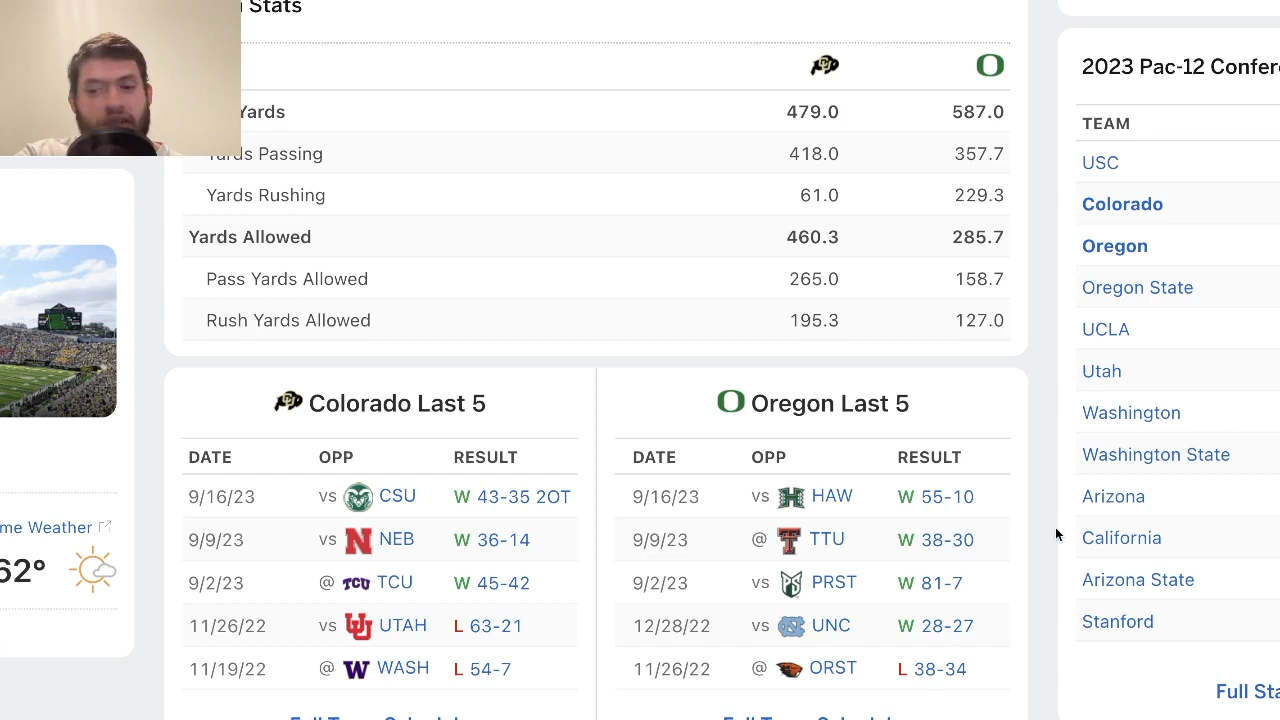 Stats
Yards 479.0 587.0
Yards Passing 418.0 357.7
Yards Rushing 61.0 229.3
Yards Allowed 460.3 285.7
Pass Yards Allowed 265.0 158.7
Rush Yards Allowed 195.3 127.0
Colorado Last 5
DATE OPP RESULT
9/16/23 vs CSU W 43-35 2OT
9/9/23 vs NEB W 36-14
9/2/23 @ TCU TCU W 45-42
11/26/22 vs UTAH L 63-21
11/19/22 @ WASH L 54-7
Oregon Last 5
DATE OPP RESULT
9/16/23 vs HAW W 55-10
9/9/23 @ TTU W 38-30
9/2/23 vs PRST W 81-7
12/28/22 vs UNC W 28-27
11/26/22 @ ORST L 38-34
2023 Pac-12 Confere
TEAM
USC
Colorado
Oregon
Oregon State
UCLA
Utah
Washington
Washington State
Arizona
California
Arizona State
Stanford
Full Sta
me Weather
62°